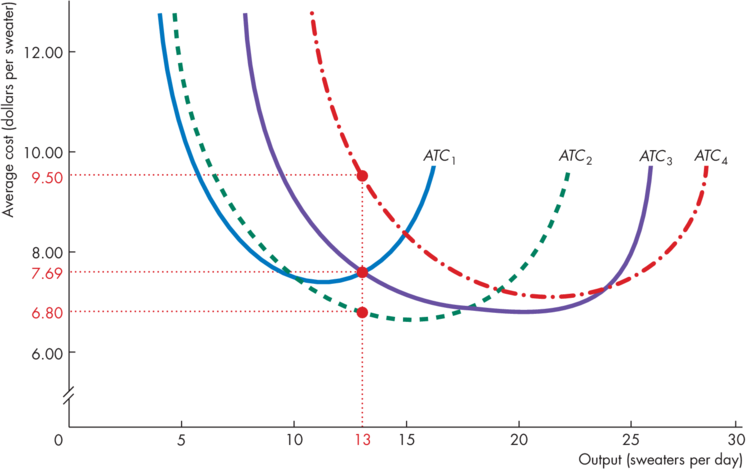 Average cost (dollars per sweater)
12.00
10.00
9.50
8.00
7.69
6.80
6.00
ATC1
ATC2
ATC3
ATC4
0
5
10
13
15
20
25
30
Output (sweaters per day)